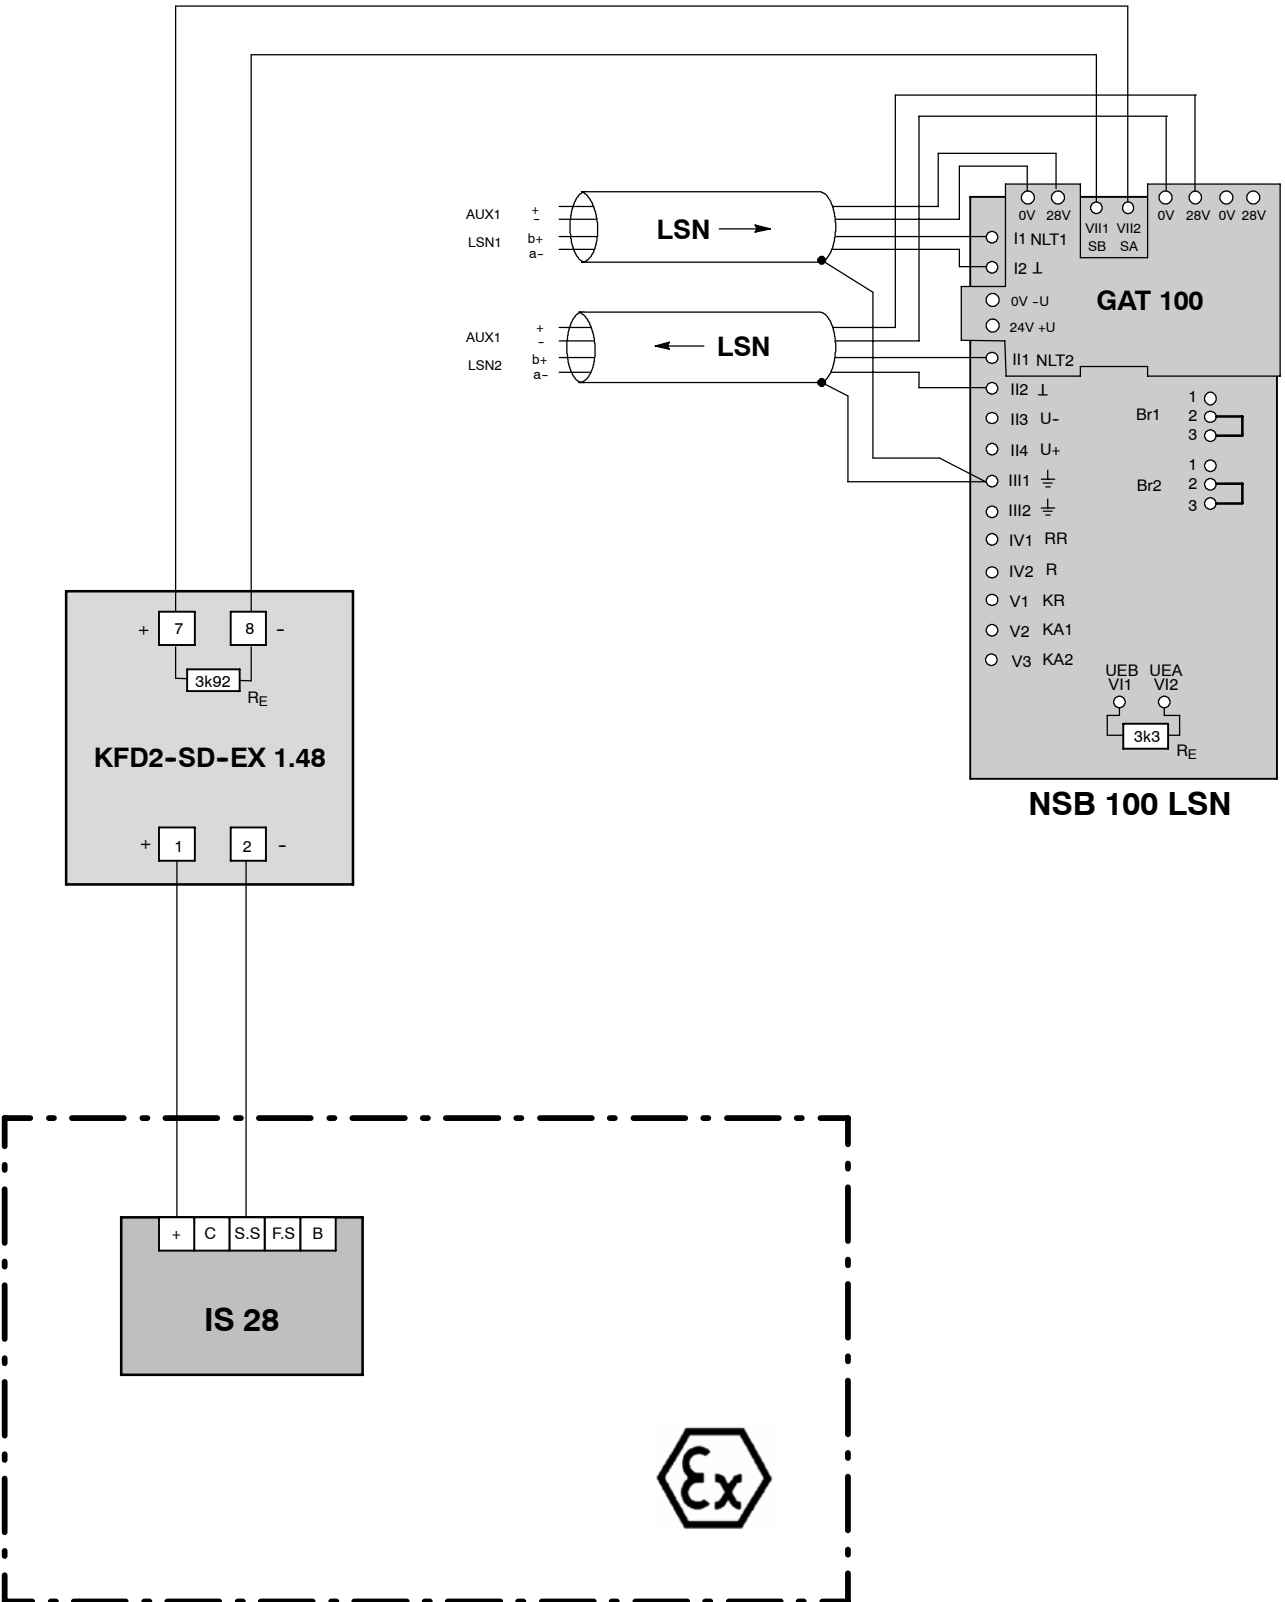 AUX1 + -
LSN1 b+ a-
LSN
AUX1 + -
LSN2 b+ a-
LSN
0V 28V
VII1 VII2
SB SA
0V 28V 0V 28V
I1 NLT1
I2 ⊥
0V -U
24V +U
GAT 100
II1 NLT2
II2 ⊥
II3 U-
II4 U+
III1
III2
IV1 RR
IV2 R
V1 KR
V2 KA1
V3 KA2
Br1 1 2 3
Br2 1 2 3
UEB UEA
VI1 VI2
3k3
RE
NSB 100 LSN
+ 7 8 -
3k92
RE
KFD2-SD-EX 1.48
+ 1 2 -
+ C S.S F.S B
IS 28
Ex